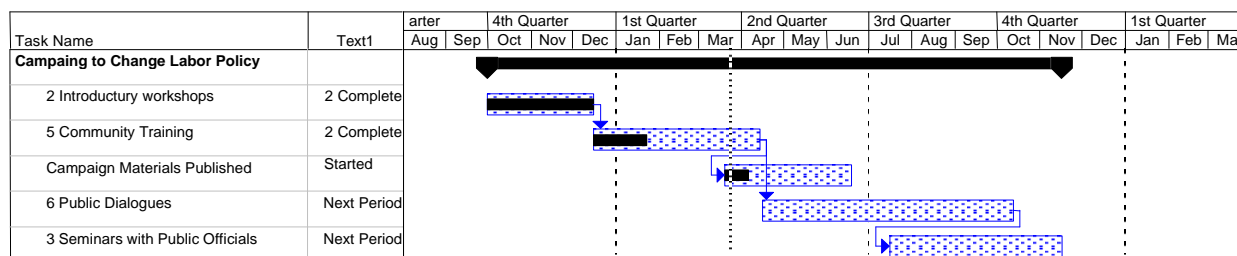 arter 4th Quarter 1st Quarter 2nd Quarter 3rd Quarter 4th Quarter 1st Quarter
Task Name Text1 Aug Sep Oct Nov Dec Jan Feb Mar Apr May Jun Jul Aug Sep Oct Nov Dec Jan Feb Ma
Campaing to Change Labor Policy
2 Introductury workshops 2 Complete
5 Community Training 2 Complete
Campaign Materials Published Started
6 Public Dialogues Next Period
3 Seminars with Public Officials Next Period